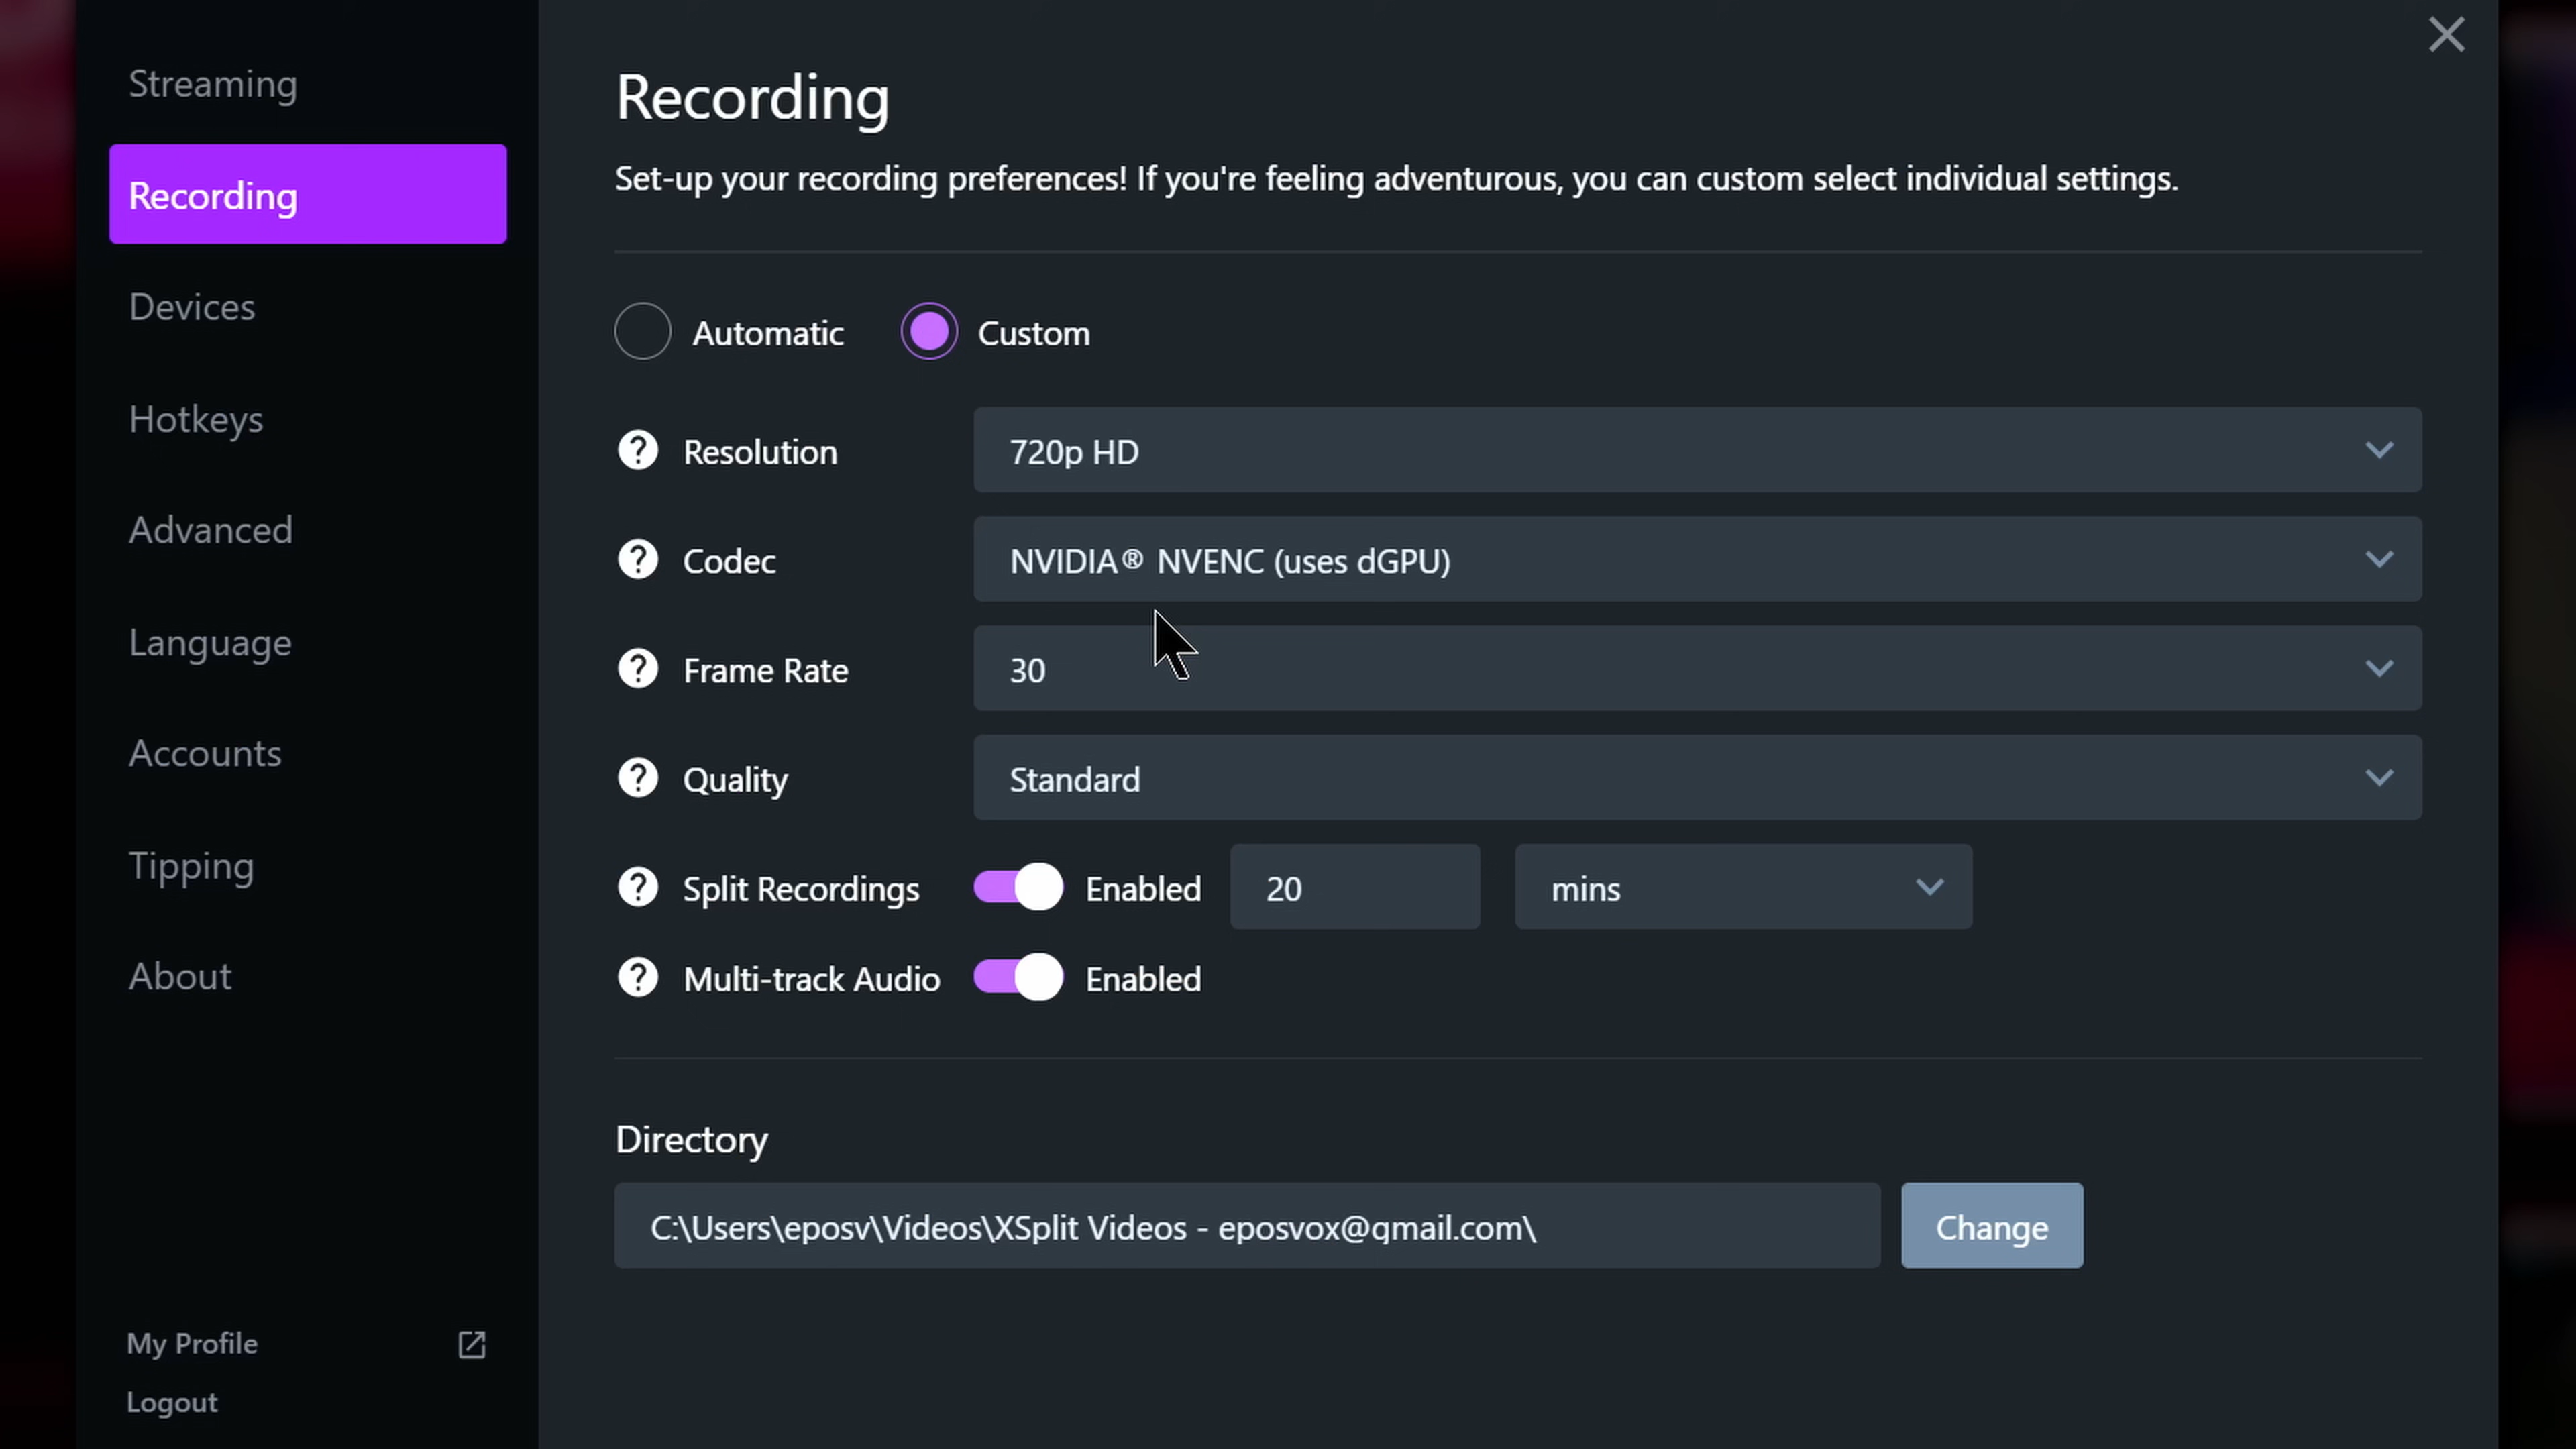 Streaming
Recording
Devices
Hotkeys
Advanced
Language
Accounts
Tipping
About
My Profile
Logout
Recording
Set-up your recording preferences! If you're feeling adventurous, you can custom select individual settings.
Automatic Custom
? Resolution 720p HD
? Codec NVIDIA® NVENC (uses dGPU)
? Frame Rate 30
? Quality Standard
? Split Recordings Enabled 20 mins
? Multi-track Audio Enabled
Directory
C:\Users\eposv\Videos\XSplit Videos - eposvox@gmail.com\ Change